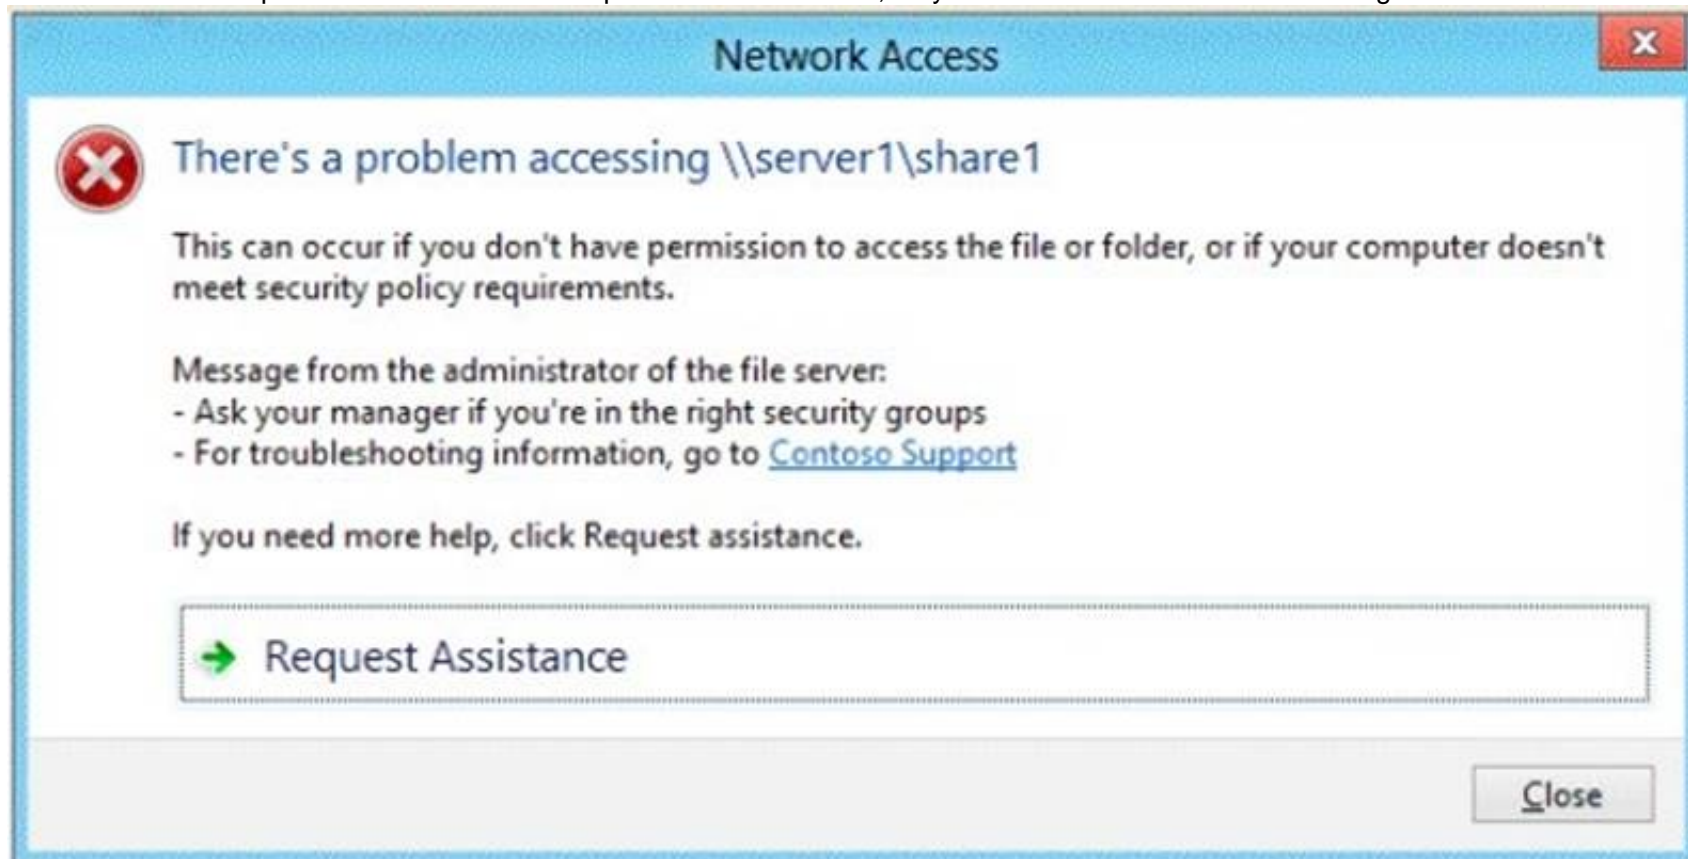 Network Access
There's a problem accessing \\server1\share1
This can occur if you don't have permission to access the file or folder, or if your computer doesn't
meet security policy requirements.
Message from the administrator of the file server:
- Ask your manager if you're in the right security groups
- For troubleshooting information, go to Contoso Support
If you need more help, click Request assistance.
Request Assistance
Close